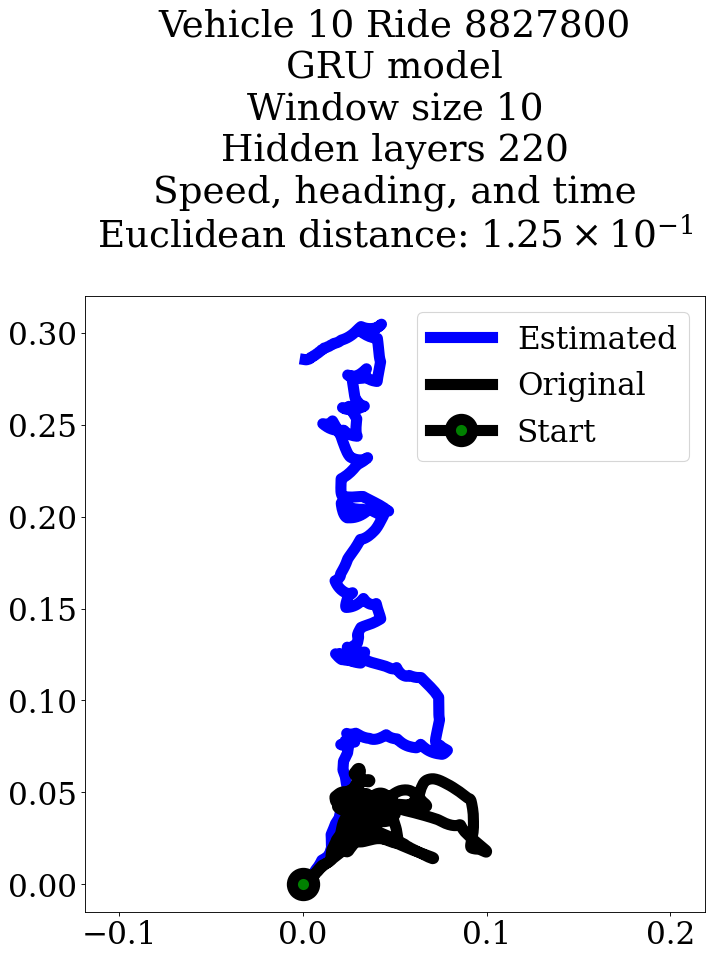 Vehicle 10 Ride 8827800
GRU model
Window size 10
Hidden layers 220
Speed, heading, and time
Euclidean distance: 1.25 × 10⁻¹
Estimated
Original
Start
0.30
0.25
0.20
0.15
0.10
0.05
0.00
−0.1 0.0 0.1 0.2